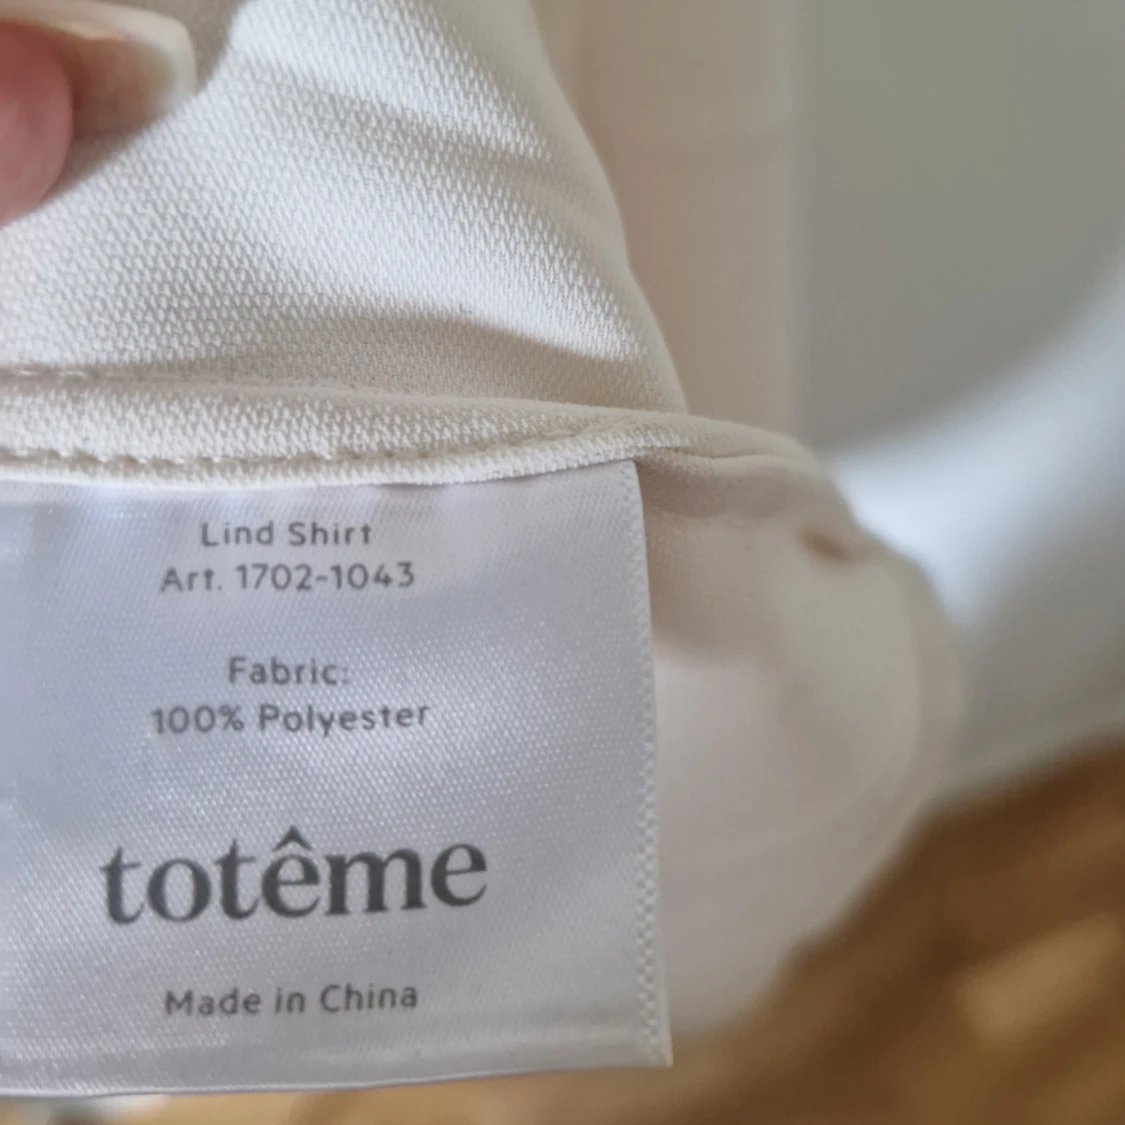 Lind Shirt
Art. 1702-1043
Fabric:
100% Polyester
totême
Made in China